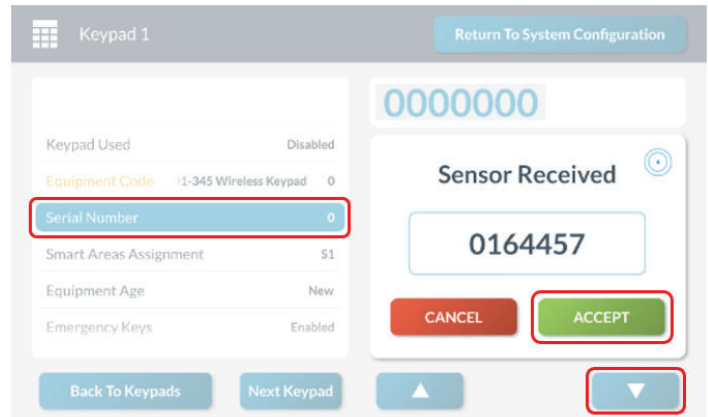 Keypad 1
Return To System Configuration
0000000
Keypad Used Disabled
Equipment Code 1-345 Wireless Keypad 0
Serial Number 0
Smart Areas Assignment S1
Equipment Age New
Emergency Keys Enabled
Sensor Received
0164457
CANCEL
ACCEPT
Back To Keypads
Next Keypad